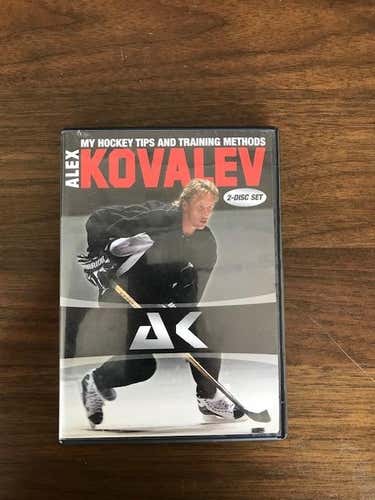 MY HOCKEY TIPS AND TRAINING METHODS
ALEX
KOVALEV
2-DISC SET
AK